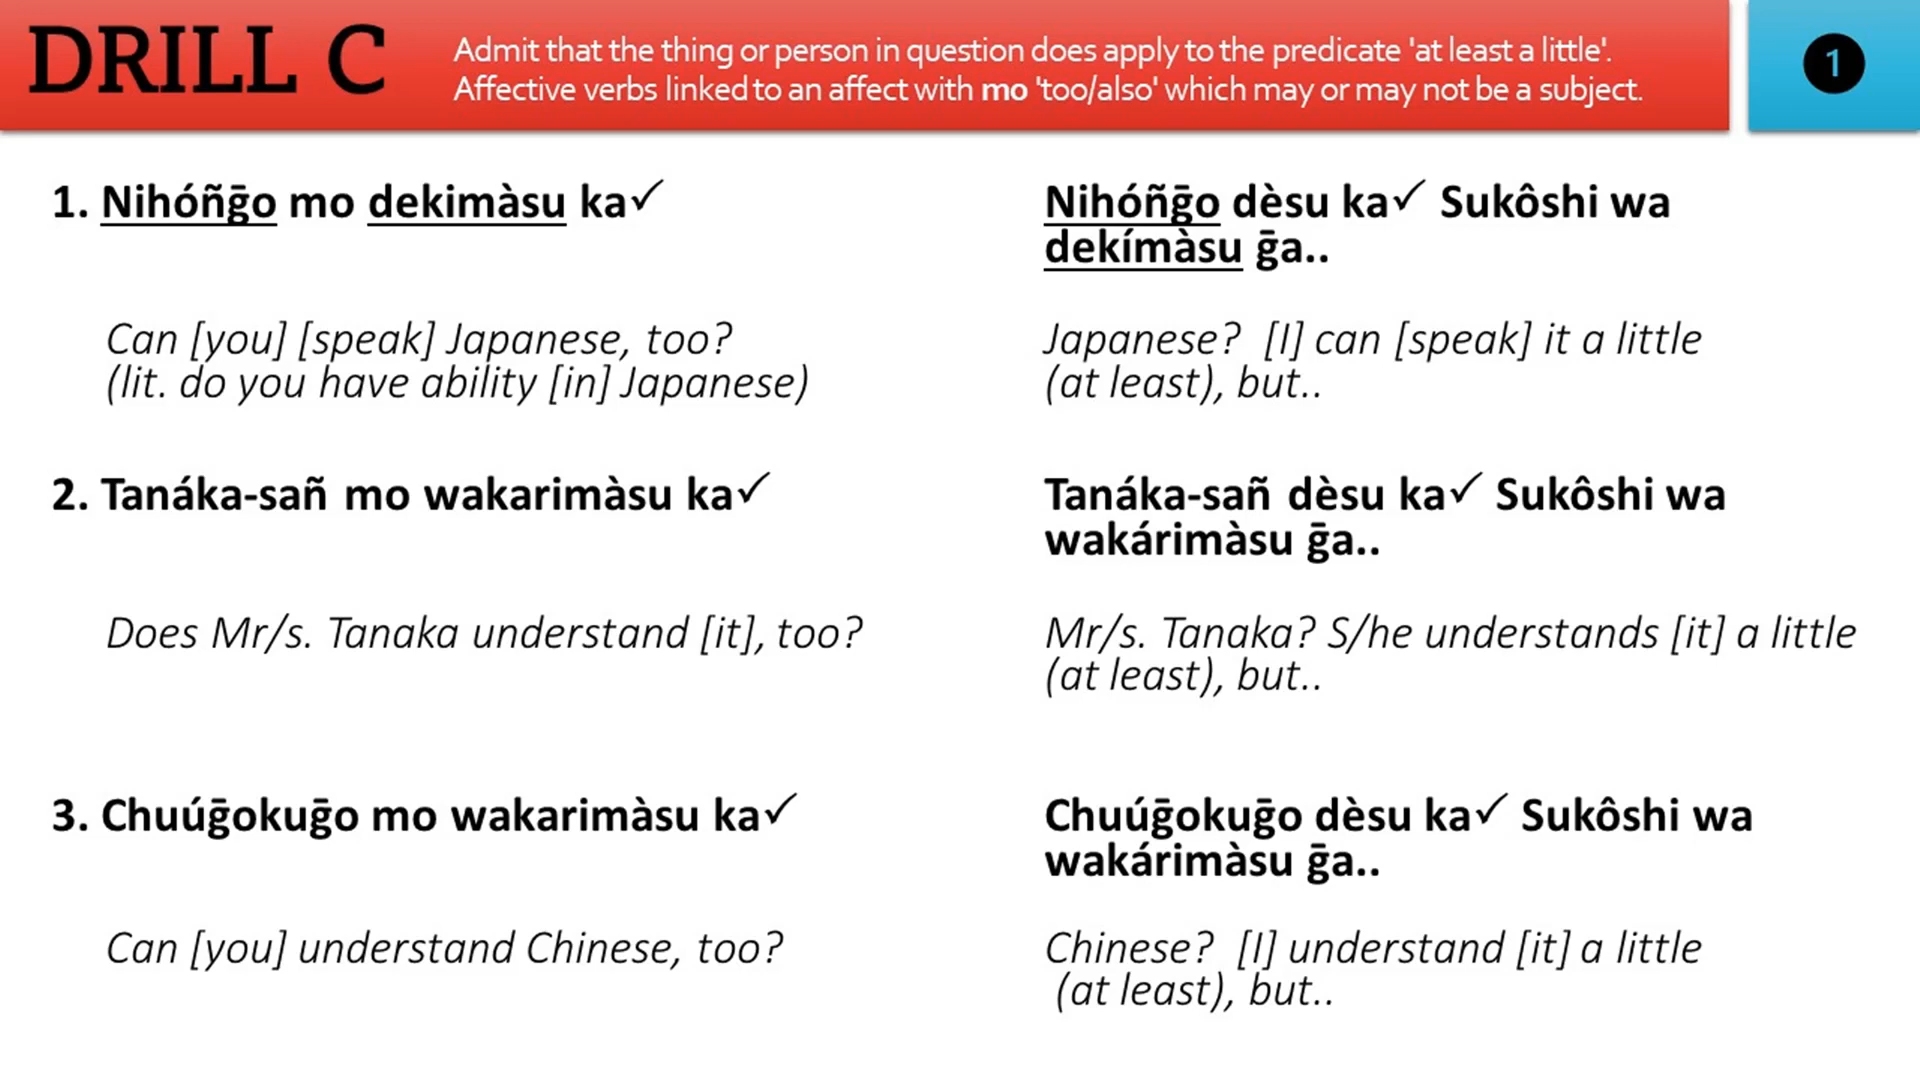 DRILL C
Admit that the thing or person in question does apply to the predicate 'at least a little'.
Affective verbs linked to an affect with mo 'too/also' which may or may not be a subject.
1
1. Nihóñḡo mo dekimàsu ka✓
Nihóñḡo dèsu ka✓ Sukôshi wa
dekímàsu ḡa..
Can [you] [speak] Japanese, too?
(lit. do you have ability [in] Japanese)
Japanese? [I] can [speak] it a little
(at least), but..
2. Tanáka-sañ mo wakarimàsu ka✓
Tanáka-sañ dèsu ka✓ Sukôshi wa
wakárimàsu ḡa..
Does Mr/s. Tanaka understand [it], too?
Mr/s. Tanaka? S/he understands [it] a little
(at least), but..
3. Chuúḡokuḡo mo wakarimàsu ka✓
Chuúḡokuḡo dèsu ka✓ Sukôshi wa
wakárimàsu ḡa..
Can [you] understand Chinese, too?
Chinese? [I] understand [it] a little
(at least), but..